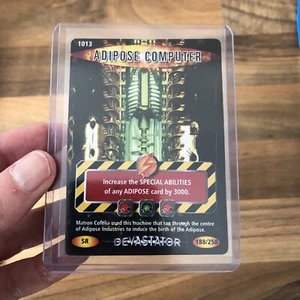 1013
ADIPOSE COMPUTER
Increase the SPECIAL ABILITIES
of any ADIPOSE card by 3000.
Matron Cofelia used this machine that ran through the centre
of Adipose Industries to induce the birth of the Adipose.
SR
DEVASTATOR
188/250